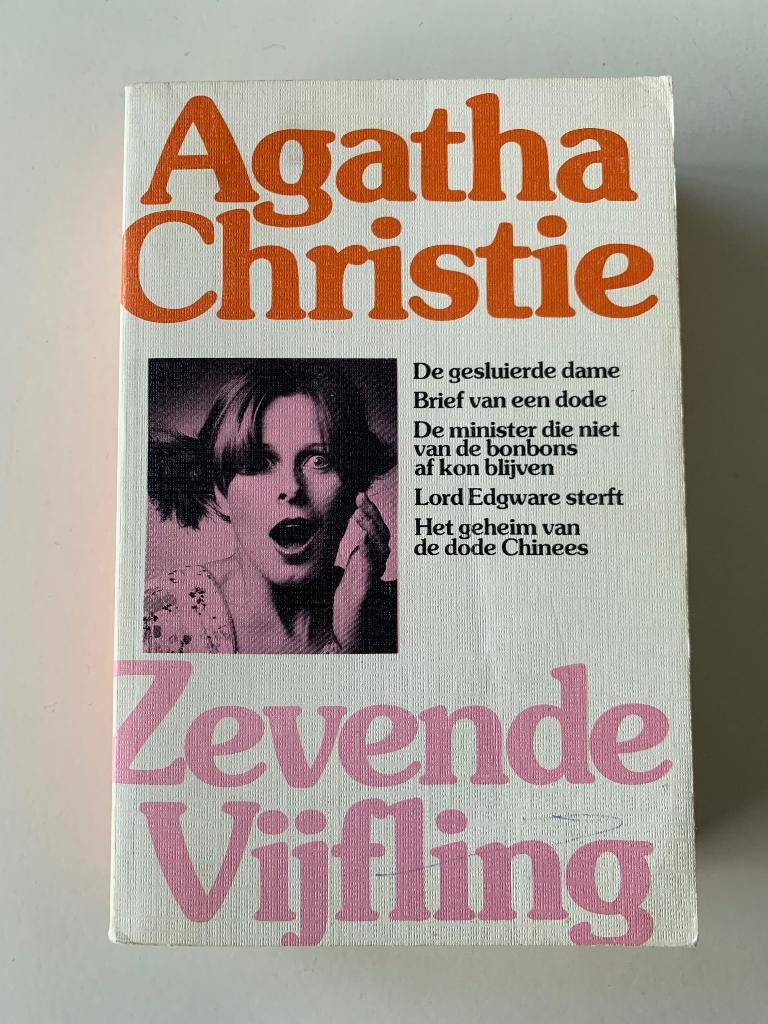 Agatha
Christie
De gesluierde dame
Brief van een dode
De minister die niet
van de bonbons
af kon blijven
Lord Edgware sterft
Het geheim van
de dode Chinees
Zevende
Vijfling